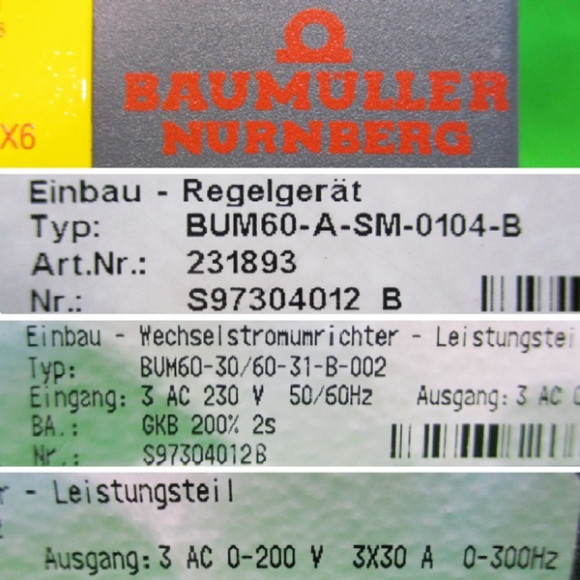 X6
BAUMÜLLER
NÜRNBERG
Einbau - Regelgerät
Typ: BUM60-A-SM-0104-B
Art.Nr.: 231893
Nr.: S97304012 B
Einbau - Wechselstromumrichter - Leistungstei
Typ: BUM60-30/60-31-B-002
Eingang: 3 AC 230 V 50/60Hz Ausgang: 3 AC 0
BA.: GKB 200% 2s
Nr.: S97304012B
r - Leistungsteil
Ausgang: 3 AC 0-200 V 3X30 A 0-300Hz